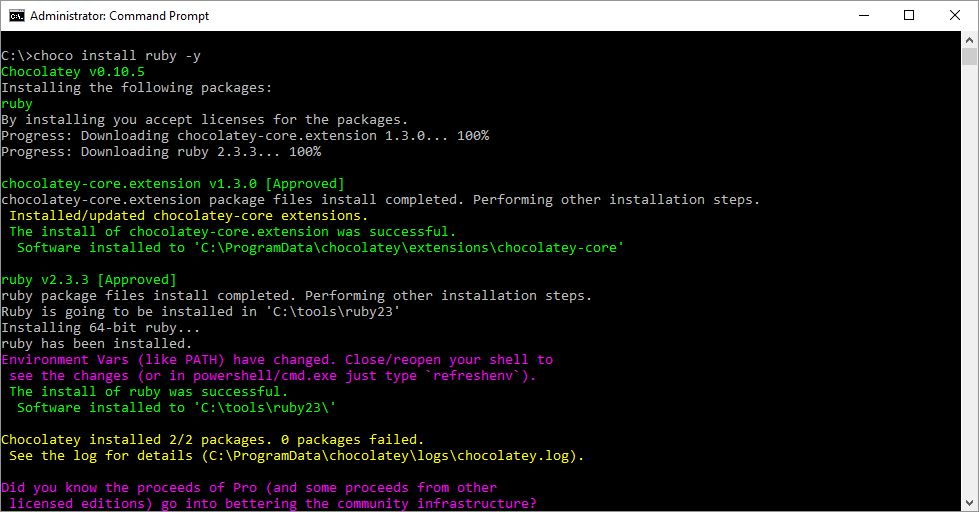 Administrator: Command Prompt
C:\>choco install ruby -y
Chocolatey v0.10.5
Installing the following packages:
ruby
By installing you accept licenses for the packages.
Progress: Downloading chocolatey-core.extension 1.3.0... 100%
Progress: Downloading ruby 2.3.3... 100%
chocolatey-core.extension v1.3.0 [Approved]
chocolatey-core.extension package files install completed. Performing other installation steps.
Installed/updated chocolatey-core extensions.
The install of chocolatey-core.extension was successful.
Software installed to 'C:\ProgramData\chocolatey\extensions\chocolatey-core'
ruby v2.3.3 [Approved]
ruby package files install completed. Performing other installation steps.
Ruby is going to be installed in 'C:\tools\ruby23'
Installing 64-bit ruby...
ruby has been installed.
Environment Vars (like PATH) have changed. Close/reopen your shell to
see the changes (or in powershell/cmd.exe just type `refreshenv`).
The install of ruby was successful.
Software installed to 'C:\tools\ruby23\'
Chocolatey installed 2/2 packages. 0 packages failed.
See the log for details (C:\ProgramData\chocolatey\logs\chocolatey.log).
Did you know the proceeds of Pro (and some proceeds from other
licensed editions) go into bettering the community infrastructure?